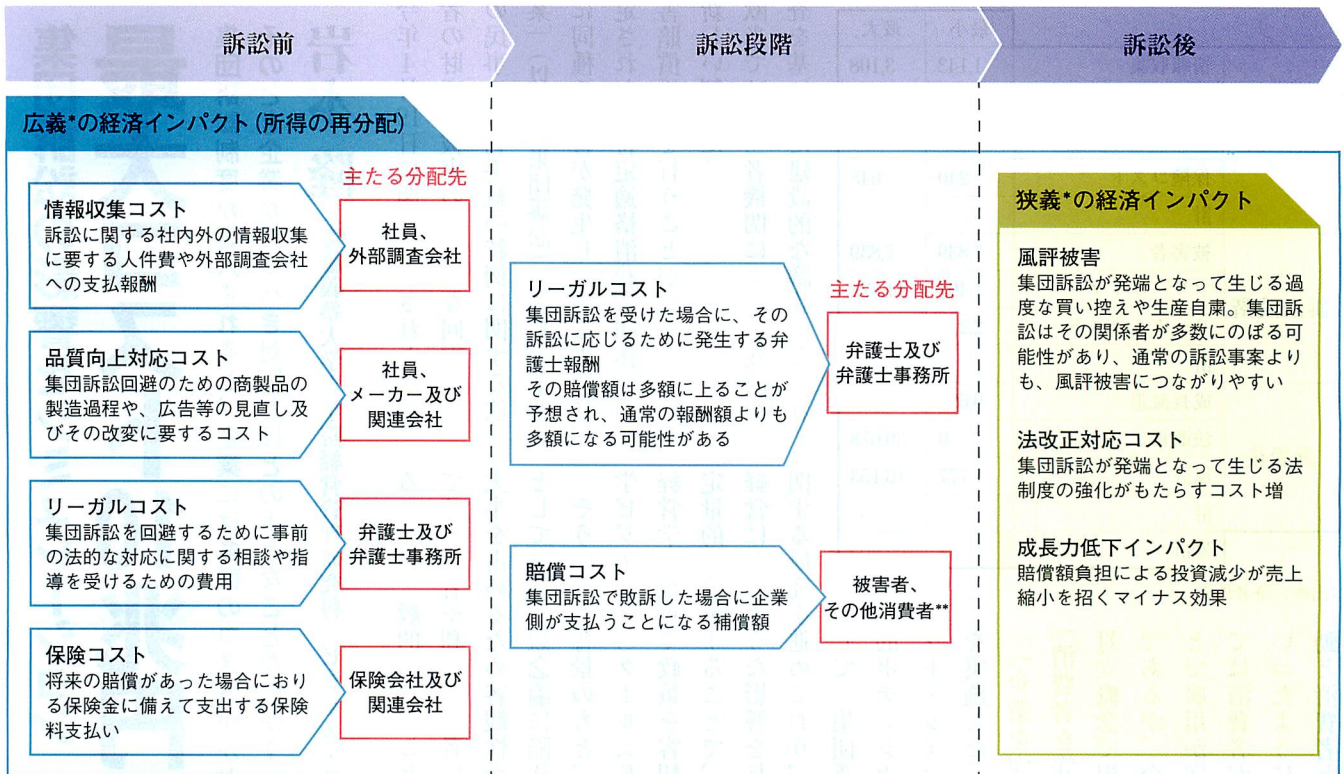 訴訟前
訴訟段階
訴訟後
広義*の経済インパクト(所得の再分配)
主たる分配先
情報収集コスト
訴訟に関する社内外の情報収集
に要する人件費や外部調査会社
への支払報酬
社員、
外部調査会社
品質向上対応コスト
集団訴訟回避のための商製品の
製造過程や、広告等の見直し及
びその改変に要するコスト
社員、
メーカー及び
関連会社
リーガルコスト
集団訴訟を回避するために事前
の法的な対応に関する相談や指
導を受けるための費用
弁護士及び
弁護士事務所
保険コスト
将来の賠償があった場合におり
る保険金に備えて支出する保険
料支払い
保険会社及び
関連会社
リーガルコスト
集団訴訟を受けた場合に、その
訴訟に応じるために発生する弁
護士報酬
その賠償額は多額に上ることが
予想され、通常の報酬額よりも
多額になる可能性がある
主たる分配先
弁護士及び
弁護士事務所
賠償コスト
集団訴訟で敗訴した場合に企業
側が支払うことになる補償額
被害者、
その他消費者**
狭義*の経済インパクト
風評被害
集団訴訟が発端となって生じる過
度な買い控えや生産自粛。集団訴
訟はその関係者が多数にのぼる可
能性があり、通常の訴訟事案より
も、風評被害につながりやすい
法改正対応コスト
集団訴訟が発端となって生じる法
制度の強化がもたらすコスト増
成長力低下インパクト
賠償額負担による投資減少が売上
縮小を招くマイナス効果